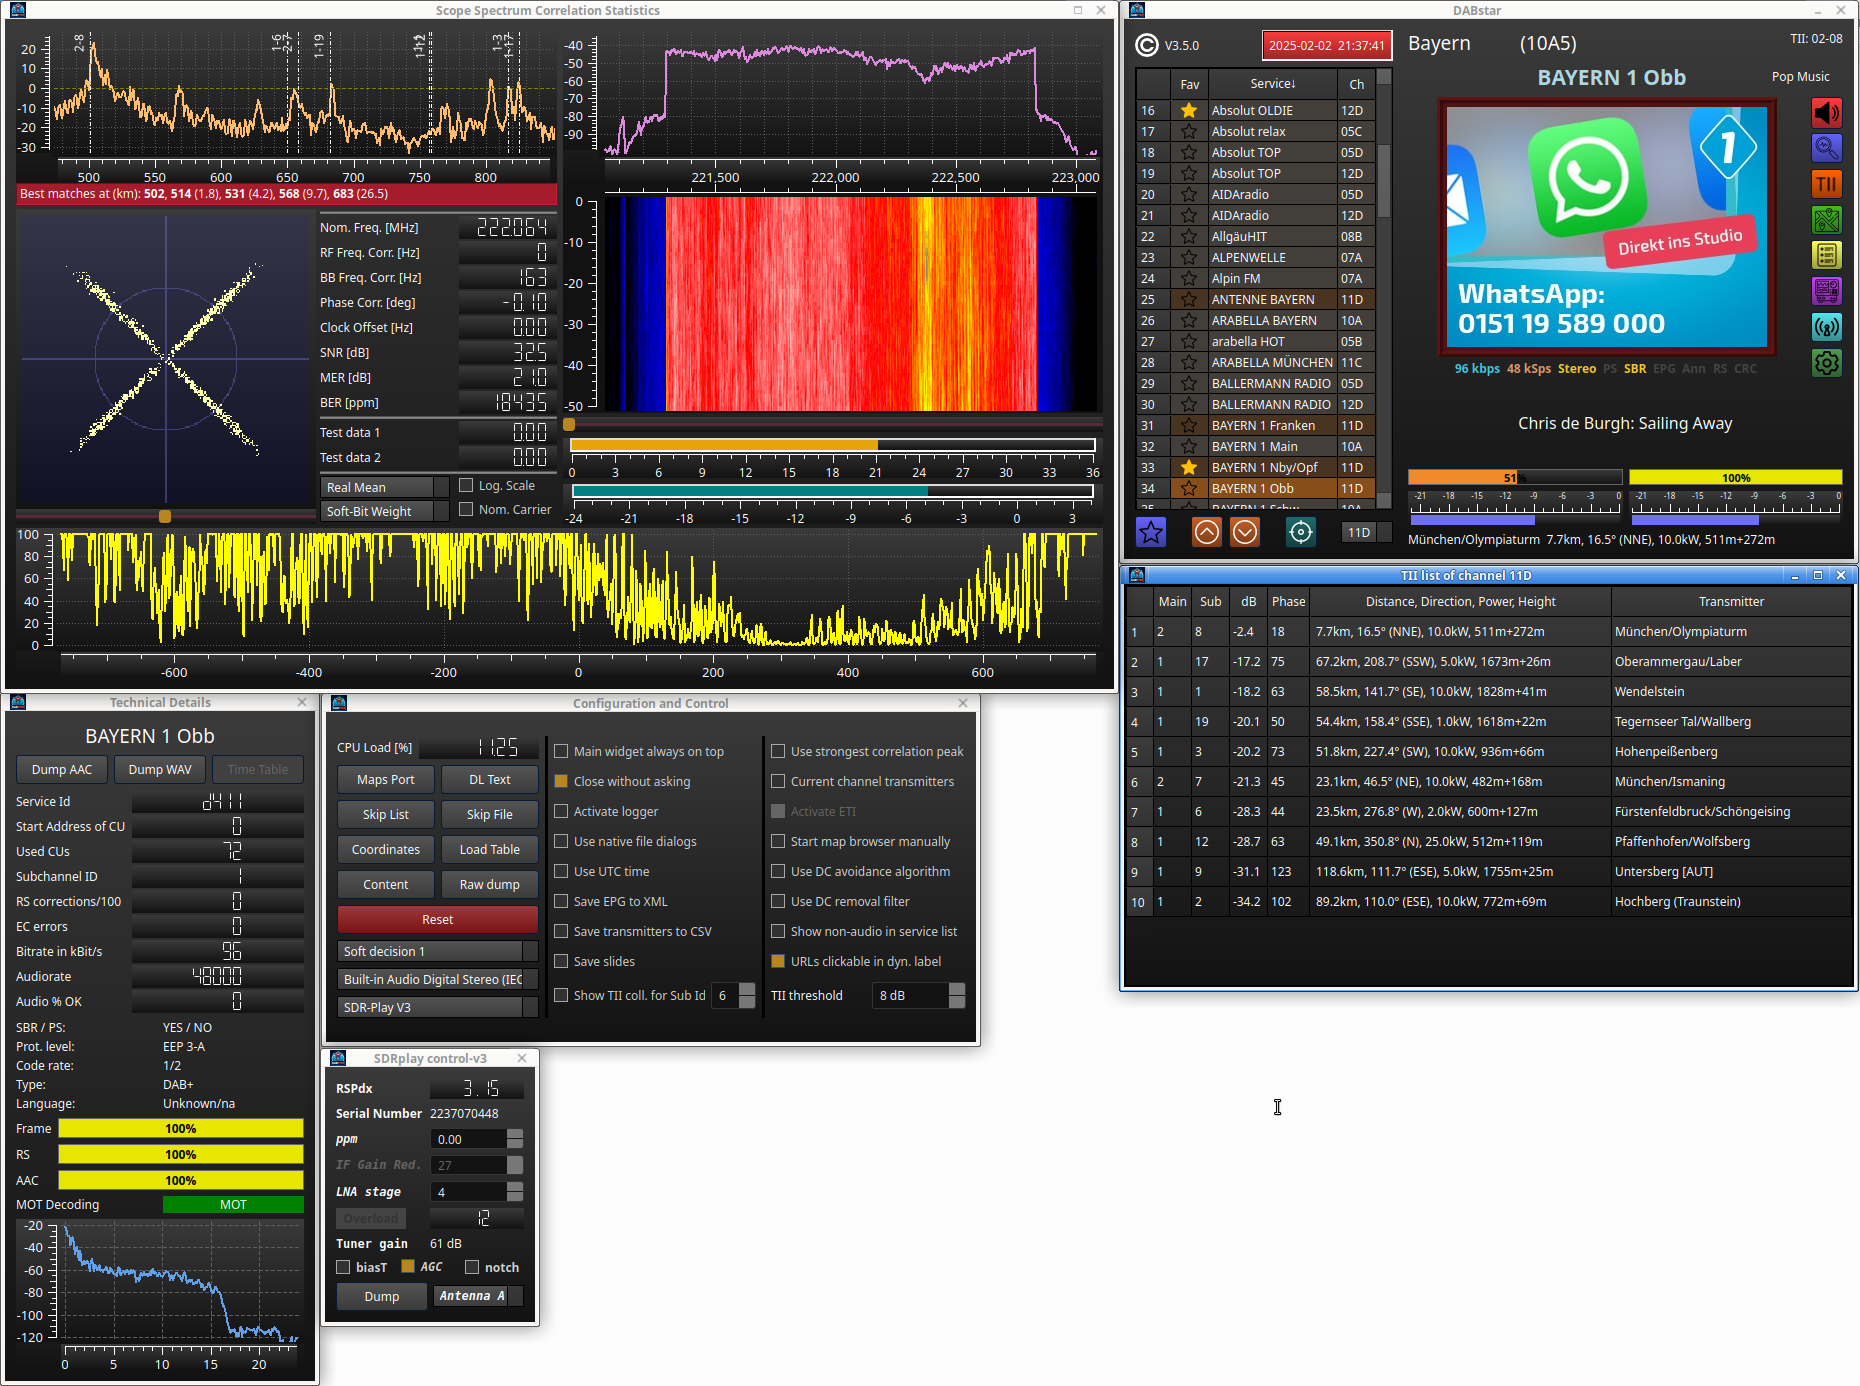 Scope Spectrum Correlation Statistics
20
10
0
-10
-20
-30
2-8
1-6
1-19
1-3
500 550 600 650 700 750 800
Best matches at (km): 502, 514 (1.8), 531 (4.2), 568 (9.7), 683 (26.5)
-40
-50
-60
-70
-80
-90
221,500 222,000 222,500 223,000
0
-10
-20
-30
-40
-50
Nom. Freq. [MHz] 222.064
RF Freq. Corr. [Hz] 0
BB Freq. Corr. [Hz] 163
Phase Corr. [deg] -0.10
Clock Offset [Hz] 0.00
SNR [dB] 32.5
MER [dB] 21.0
BER [ppm] 184.35
Test data 1 0.00
Test data 2 0.00
Real Mean
Log. Scale
Soft-Bit Weight
Nom. Carrier
0 3 6 9 12 15 18 21 24 27 30 33 36
-24 -21 -18 -15 -12 -9 -6 -3 0 3
100
80
60
40
20
0
-600 -400 -200 0 200 400 600
Technical Details
BAYERN 1 Obb
Dump AAC Dump WAV Time Table
Service Id d411
Start Address of CU 0
Used CUs 72
Subchannel ID 1
RS corrections/100 0
EC errors 0
Bitrate in kBit/s 96
Audiorate 48000
Audio % OK 0
SBR / PS: YES / NO
Prot. level: EEP 3-A
Code rate: 1/2
Type: DAB+
Language: Unknown/na
Frame 100%
RS 100%
AAC 100%
MOT Decoding MOT
-20
-40
-60
-80
-100
-120
0 5 10 15 20
Configuration and Control
CPU Load [%] 11.25
Maps Port DL Text
Skip List Skip File
Coordinates Load Table
Content Raw dump
Reset
Soft decision 1
Built-in Audio Digital Stereo (IEC
SDR-Play V3
Main widget always on top
Close without asking
Activate logger
Use native file dialogs
Use UTC time
Save EPG to XML
Save transmitters to CSV
Save slides
Show TII coll. for Sub Id 6
Use strongest correlation peak
Current channel transmitters
Activate ETI
Start map browser manually
Use DC avoidance algorithm
Use DC removal filter
Show non-audio in service list
URLs clickable in dyn. label
TII threshold 8 dB
SDRplay control-v3
RSPdx 3.15
Serial Number 2237070448
ppm 0.00
IF Gain Red. 27
LNA stage 4
Overload 12
Tuner gain 61 dB
biasT AGC notch
Dump Antenna A
DABstar
© V3.5.0
2025-02-02 21:37:41
Bayern (10A5)
TII: 02-08
BAYERN 1 Obb
Pop Music
Fav Service↓ Ch
16 Absolut OLDIE 12D
17 Absolut relax 05C
18 Absolut TOP 05D
19 Absolut TOP 12D
20 AIDAradio 05D
21 AIDAradio 12D
22 AllgäuHIT 08B
23 ALPENWELLE 07A
24 Alpin FM 07A
25 ANTENNE BAYERN 11D
26 ARABELLA BAYERN 10A
27 arabella HOT 05B
28 ARABELLA MÜNCHEN 11C
29 BALLERMANN RADIO 05D
30 BALLERMANN RADIO 12D
31 BAYERN 1 Franken 11D
32 BAYERN 1 Main 10A
33 BAYERN 1 Nby/Opf 11D
34 BAYERN 1 Obb 11D
11D
1
Direkt ins Studio
WhatsApp:
0151 19 589 000
TII
96 kbps 48 kSps Stereo PS SBR EPG Ann RS CRC
Chris de Burgh: Sailing Away
51% 100%
-21 -18 -15 -12 -9 -6 -3 0 -21 -18 -15 -12 -9 -6 -3 0
München/Olympiaturm 7.7km, 16.5° (NNE), 10.0kW, 511m+272m
TII list of channel 11D
Main Sub dB Phase Distance, Direction, Power, Height Transmitter
1 2 8 -2.4 18 7.7km, 16.5° (NNE), 10.0kW, 511m+272m München/Olympiaturm
2 1 17 -17.2 75 67.2km, 208.7° (SSW), 5.0kW, 1673m+26m Oberammergau/Laber
3 1 1 -18.2 63 58.5km, 141.7° (SE), 10.0kW, 1828m+41m Wendelstein
4 1 19 -20.1 50 54.4km, 158.4° (SSE), 1.0kW, 1618m+22m Tegernseer Tal/Wallberg
5 1 3 -20.2 73 51.8km, 227.4° (SW), 10.0kW, 936m+66m Hohenpeißenberg
6 2 7 -21.3 45 23.1km, 46.5° (NE), 10.0kW, 482m+168m München/Ismaning
7 1 6 -28.3 44 23.5km, 276.8° (W), 2.0kW, 600m+127m Fürstenfeldbruck/Schöngeising
8 1 12 -28.7 63 49.1km, 350.8° (N), 25.0kW, 512m+119m Pfaffenhofen/Wolfsberg
9 1 9 -31.1 123 118.6km, 111.7° (ESE), 5.0kW, 1755m+25m Untersberg [AUT]
10 1 2 -34.2 102 89.2km, 110.0° (ESE), 10.0kW, 772m+69m Hochberg (Traunstein)